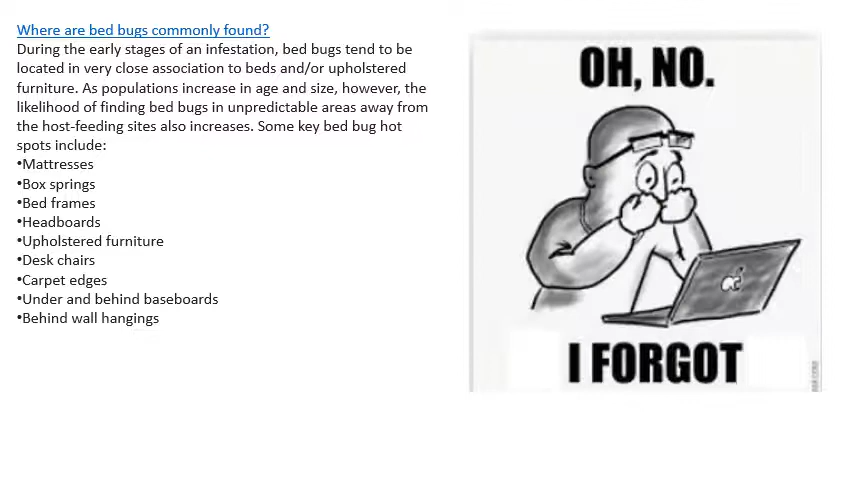 Where are bed bugs commonly found?
During the early stages of an infestation, bed bugs tend to be
located in very close association to beds and/or upholstered
furniture. As populations increase in age and size, however, the
likelihood of finding bed bugs in unpredictable areas away from
the host-feeding sites also increases. Some key bed bug hot
spots include:
•Mattresses
•Box springs
•Bed frames
•Headboards
•Upholstered furniture
•Desk chairs
•Carpet edges
•Under and behind baseboards
•Behind wall hangings
OH, NO.
I FORGOT